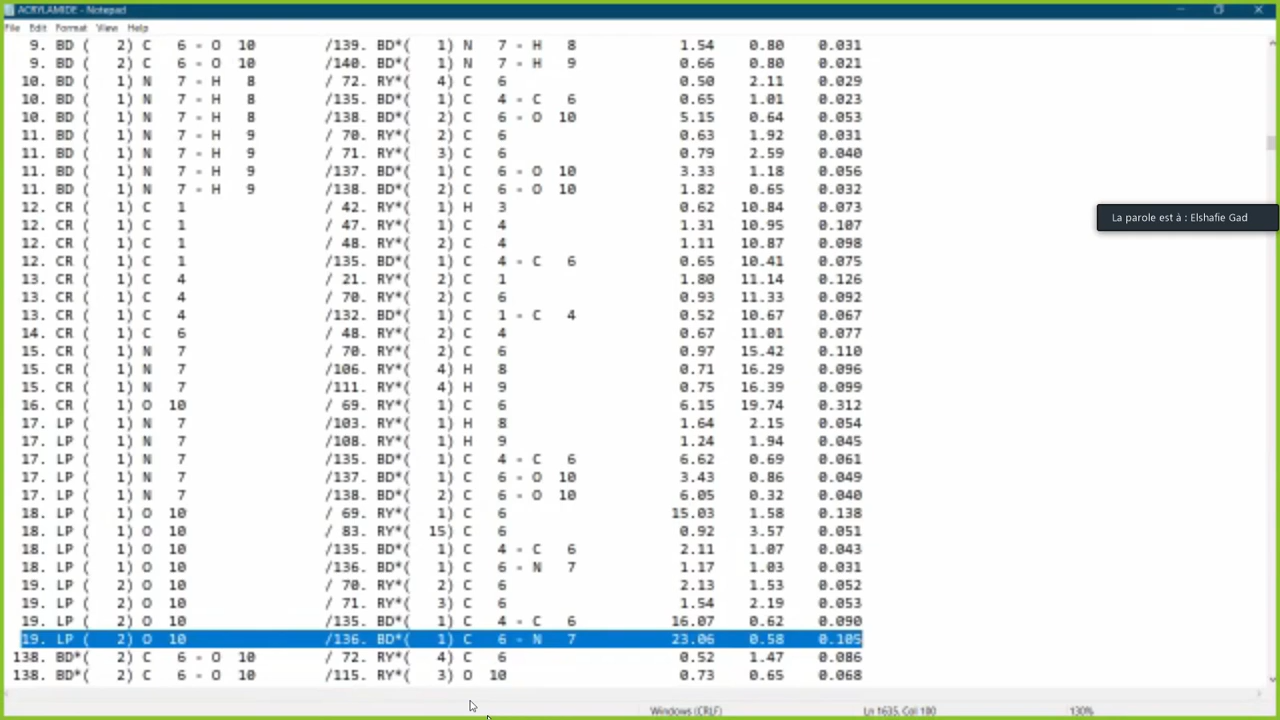 ACRYLAMIDE - Notepad
File Edit Format View Help
9. BD ( 2) C 6 - O 10 /139. BD*( 1) N 7 - H 8 1.54 0.80 0.031
9. BD ( 2) C 6 - O 10 /140. BD*( 1) N 7 - H 9 0.66 0.80 0.021
10. BD ( 1) N 7 - H 8 / 72. RY*( 4) C 6 0.50 2.11 0.029
10. BD ( 1) N 7 - H 8 /135. BD*( 1) C 4 - C 6 0.65 1.01 0.023
10. BD ( 1) N 7 - H 8 /138. BD*( 2) C 6 - O 10 5.15 0.64 0.053
11. BD ( 1) N 7 - H 9 / 70. RY*( 2) C 6 0.63 1.92 0.031
11. BD ( 1) N 7 - H 9 / 71. RY*( 3) C 6 0.79 2.59 0.040
11. BD ( 1) N 7 - H 9 /137. BD*( 1) C 6 - O 10 3.33 1.18 0.056
11. BD ( 1) N 7 - H 9 /138. BD*( 2) C 6 - O 10 1.82 0.65 0.032
12. CR ( 1) C 1 / 42. RY*( 1) H 3 0.62 10.84 0.073
12. CR ( 1) C 1 / 47. RY*( 1) C 4 1.31 10.95 0.107
12. CR ( 1) C 1 / 48. RY*( 2) C 4 1.11 10.87 0.098
12. CR ( 1) C 1 /135. BD*( 1) C 4 - C 6 0.65 10.41 0.075
13. CR ( 1) C 4 / 21. RY*( 2) C 1 1.80 11.14 0.126
13. CR ( 1) C 4 / 70. RY*( 2) C 6 0.93 11.33 0.092
13. CR ( 1) C 4 /132. BD*( 1) C 1 - C 4 0.52 10.67 0.067
14. CR ( 1) C 6 / 48. RY*( 2) C 4 0.67 11.01 0.077
15. CR ( 1) N 7 / 70. RY*( 2) C 6 0.97 15.42 0.110
15. CR ( 1) N 7 /106. RY*( 4) H 8 0.71 16.29 0.096
15. CR ( 1) N 7 /111. RY*( 4) H 9 0.75 16.39 0.099
16. CR ( 1) O 10 / 69. RY*( 1) C 6 6.15 19.74 0.312
17. LP ( 1) N 7 /103. RY*( 1) H 8 1.64 2.15 0.054
17. LP ( 1) N 7 /108. RY*( 1) H 9 1.24 1.94 0.045
17. LP ( 1) N 7 /135. BD*( 1) C 4 - C 6 6.62 0.69 0.061
17. LP ( 1) N 7 /137. BD*( 1) C 6 - O 10 3.43 0.86 0.049
17. LP ( 1) N 7 /138. BD*( 2) C 6 - O 10 6.05 0.32 0.040
18. LP ( 1) O 10 / 69. RY*( 1) C 6 15.03 1.58 0.138
18. LP ( 1) O 10 / 83. RY*( 15) C 6 0.92 3.57 0.051
18. LP ( 1) O 10 /135. BD*( 1) C 4 - C 6 2.11 1.07 0.043
18. LP ( 1) O 10 /136. BD*( 1) C 6 - N 7 1.17 1.03 0.031
19. LP ( 2) O 10 / 70. RY*( 2) C 6 2.13 1.53 0.052
19. LP ( 2) O 10 / 71. RY*( 3) C 6 1.54 2.19 0.053
19. LP ( 2) O 10 /135. BD*( 1) C 4 - C 6 16.07 0.62 0.090
19. LP ( 2) O 10 /136. BD*( 1) C 6 - N 7 23.06 0.58 0.105
138. BD*( 2) C 6 - O 10 / 72. RY*( 4) C 6 0.52 1.47 0.086
138. BD*( 2) C 6 - O 10 /115. RY*( 3) O 10 0.73 0.65 0.068
La parole est à : Elshafie Gad
Windows (CRLF) Ln 1635, Col 100 130%